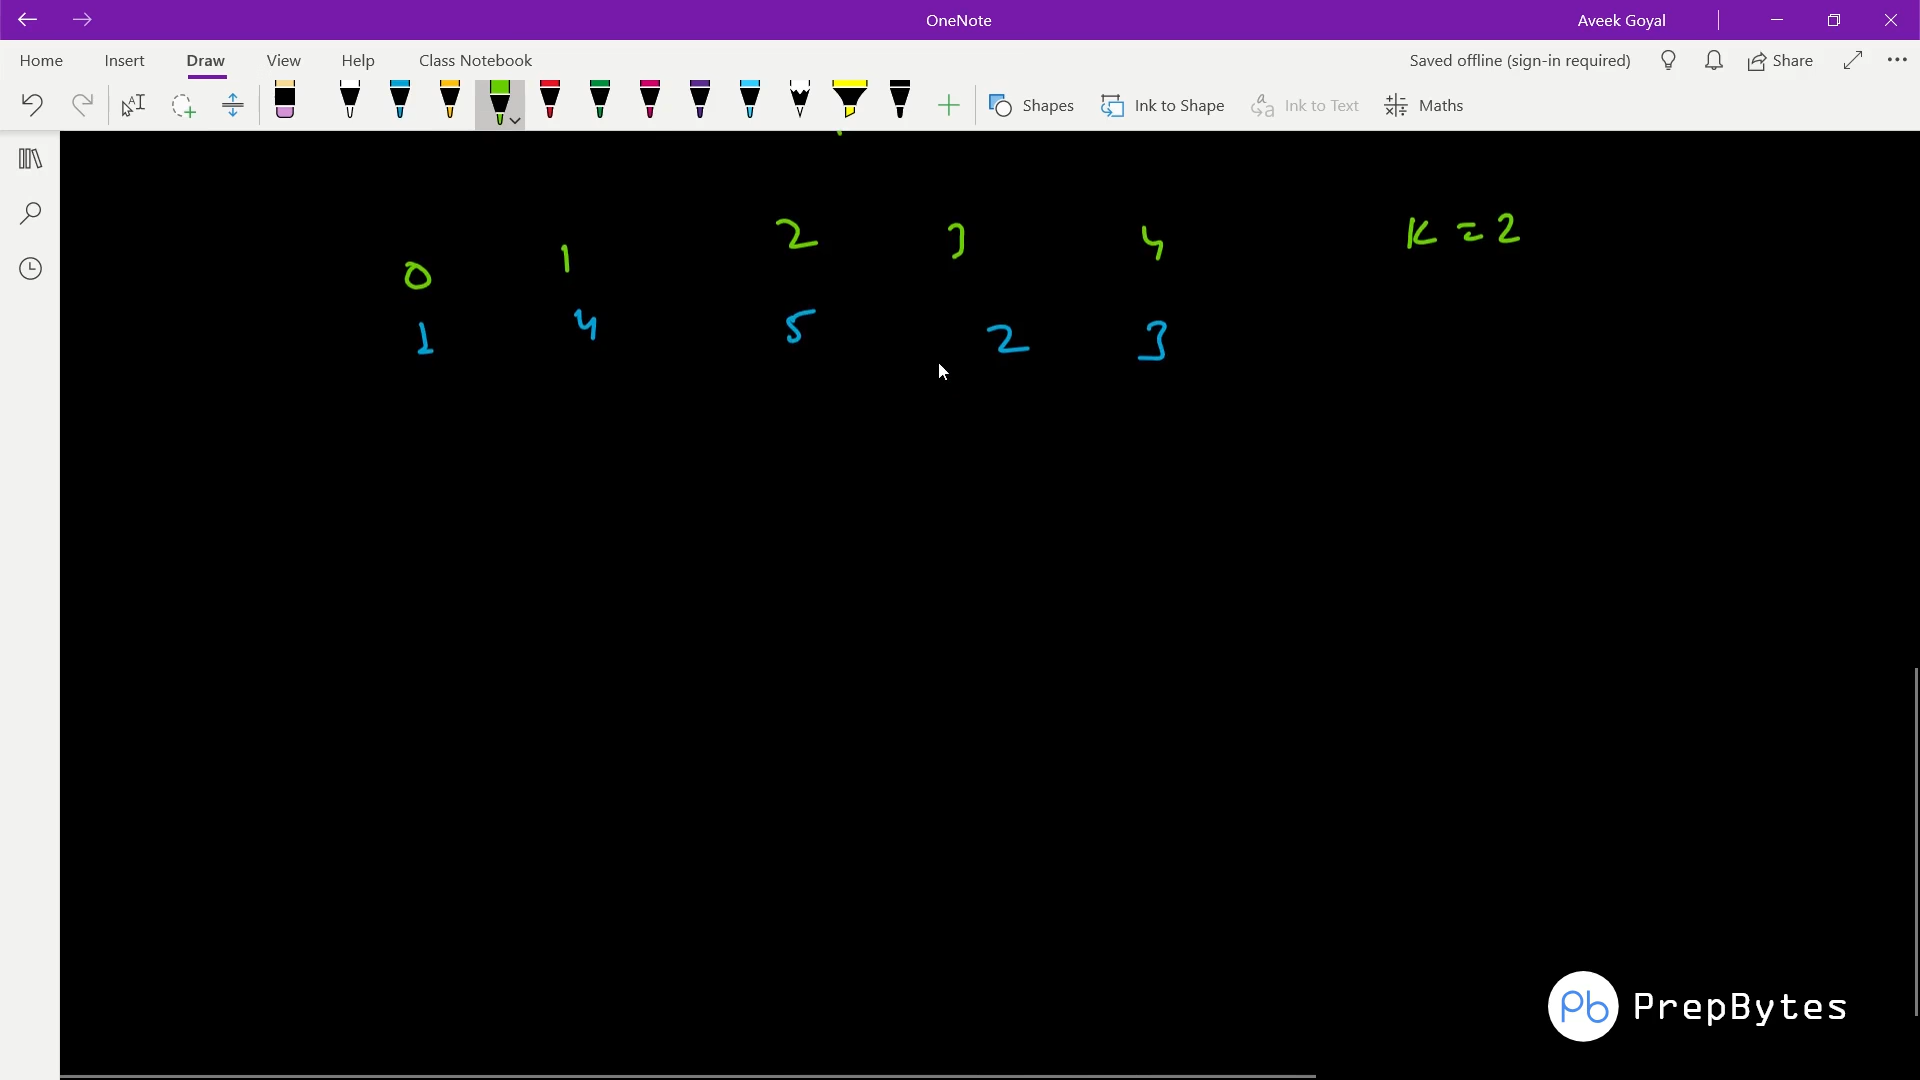 OneNote
Aveek Goyal
Home Insert Draw View Help Class Notebook
Saved offline (sign-in required) Share
Shapes Ink to Shape Ink to Text Maths
0 1 2 3 4 K = 2
1 4 5 2 3
Pb PrepBytes